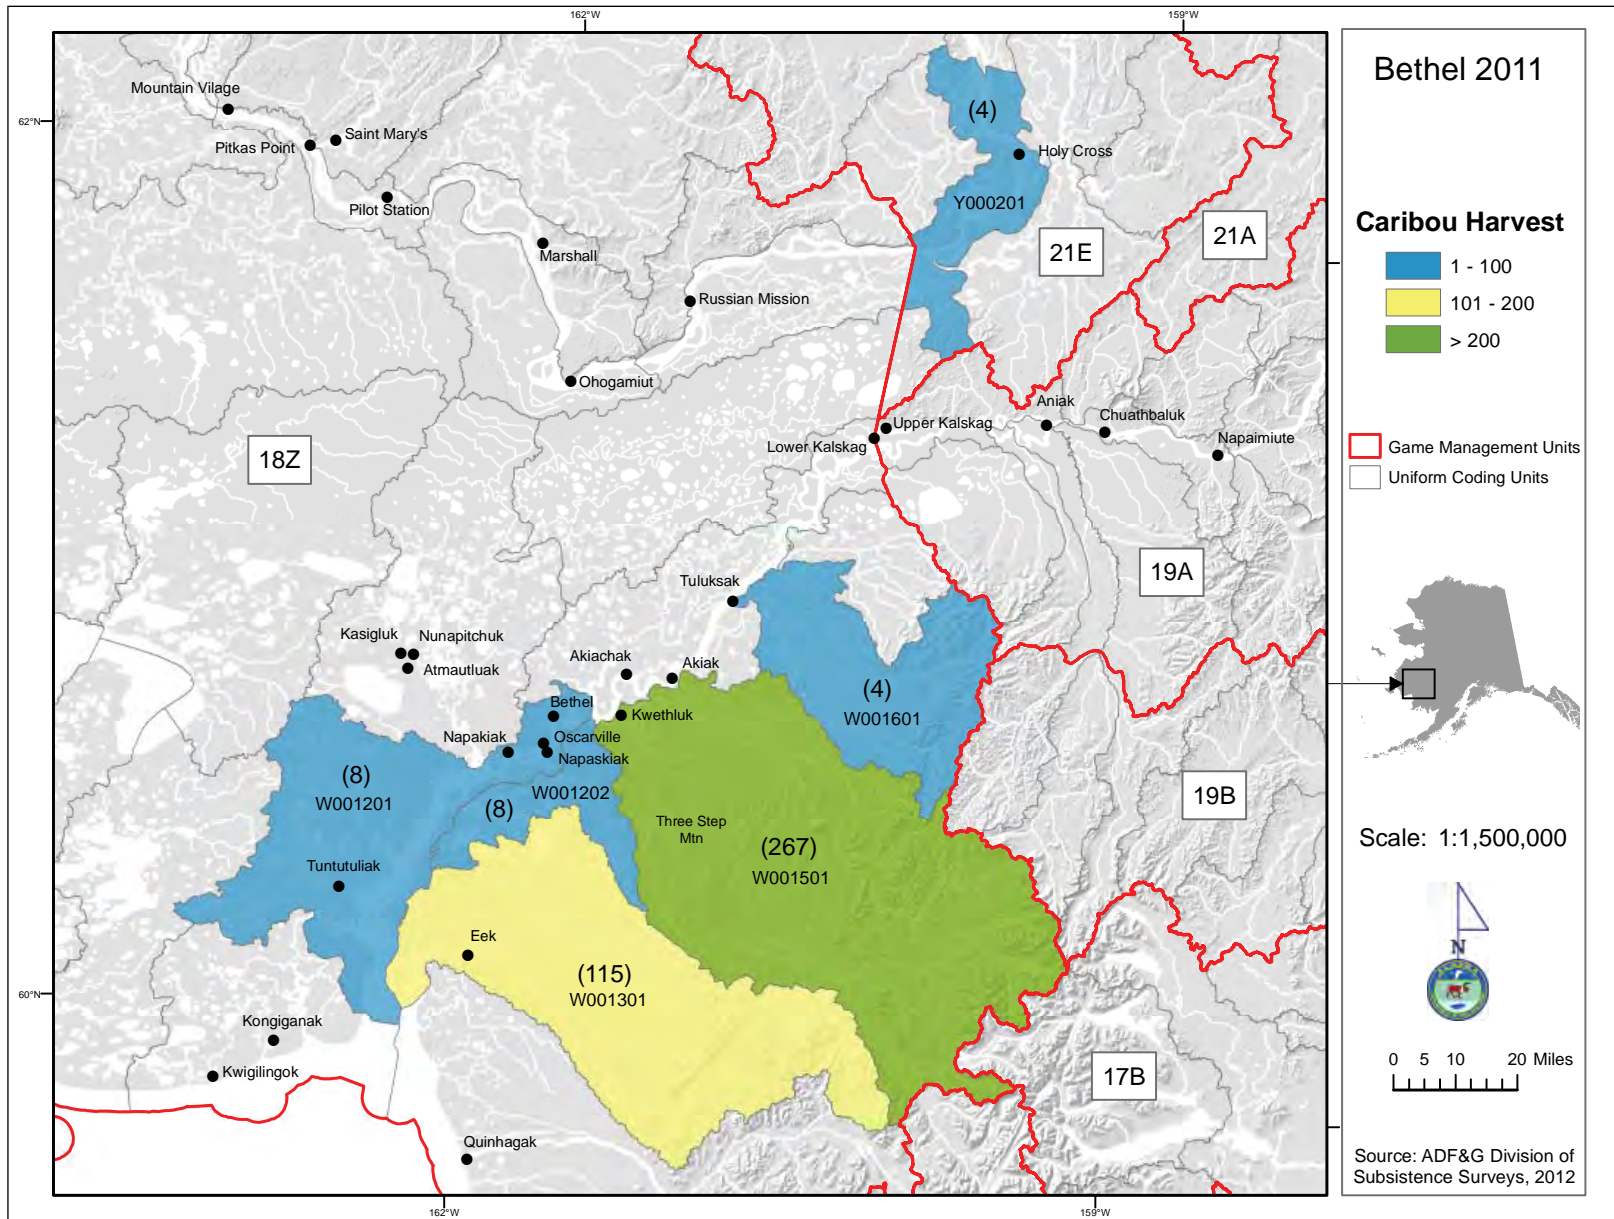 162°W
159°W
Bethel 2011
Mountain Vilage
(4)
62°N
Saint Mary's
Pitkas Point
Holy Cross
Y000201
Pilot Station
Caribou Harvest
21A
21E
Marshall
1 - 100
Russian Mission
101 - 200
> 200
Ohogamiut
Aniak
Chuathbaluk
Upper Kalskag
Lower Kalskag
Napaimiute
Game Management Units
18Z
Uniform Coding Units
19A
Tuluksak
Kasigluk
Nunapitchuk
Atmautluak
Akiachak
Akiak
(4)
W001601
Bethel
Kwethluk
Napakiak
Oscarville
Napaskiak
(8)
W001201
W001202
(8)
19B
Three Step
Mtn
(267)
W001501
Scale: 1:1,500,000
Tuntutuliak
Eek
N
(115)
W001301
60°N
Kongiganak
Kwigilingok
17B
0 5 10 20 Miles
Quinhagak
Source: ADF&G Division of
Subsistence Surveys, 2012
162°W
159°W